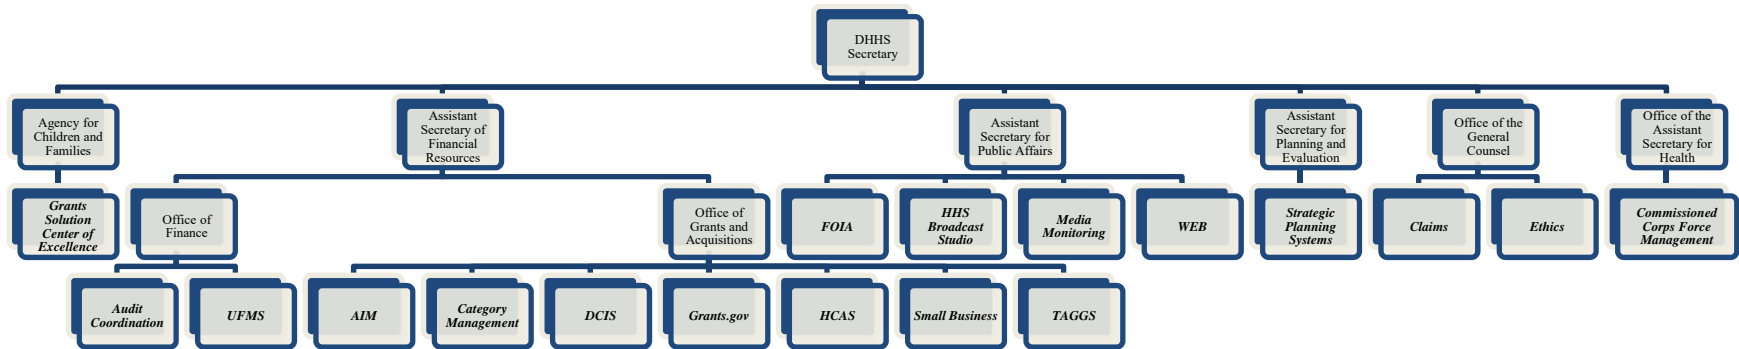 DHHS
Secretary
Agency for
Children and
Families
Assistant
Secretary of
Financial
Resources
Assistant
Secretary for
Public Affairs
Assistant
Secretary for
Planning and
Evaluation
Office of the
General
Counsel
Office of the
Assistant
Secretary for
Health
Grants
Solution
Center of
Excellence
Office of
Finance
Office of
Grants and
Acquisitions
FOIA
HHS
Broadcast
Studio
Media
Monitoring
WEB
Strategic
Planning
Systems
Claims
Ethics
Commissioned
Corps Force
Management
Audit
Coordination
UFMS
AIM
Category
Management
DCIS
Grants.gov
HCAS
Small Business
TAGGS